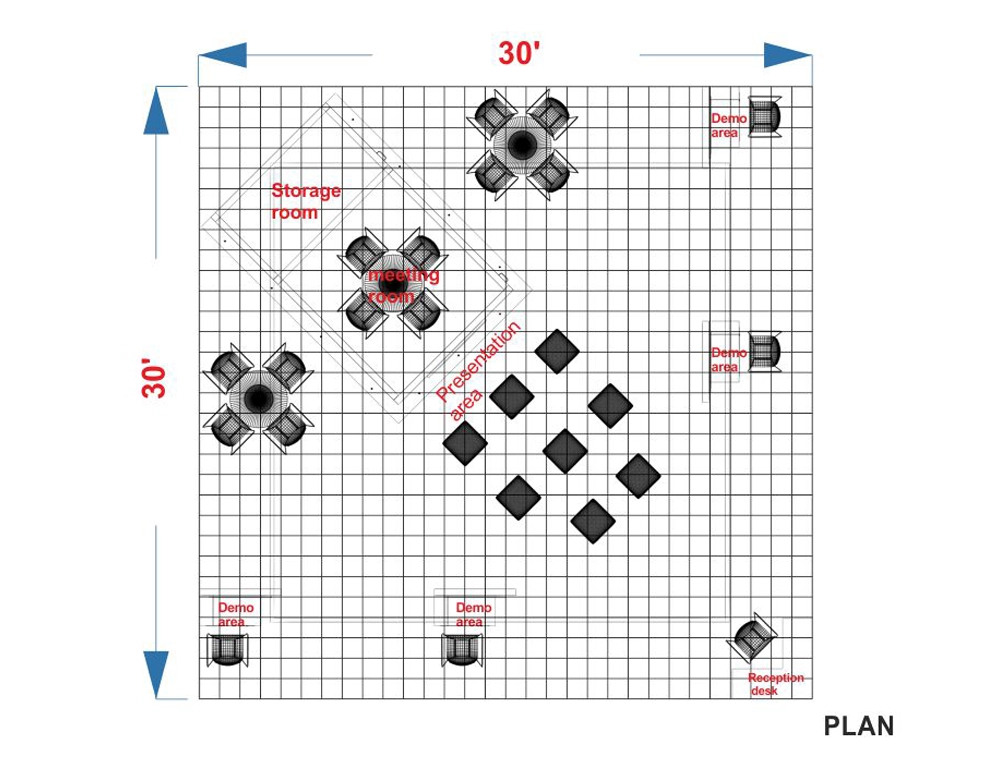 30'
Demo
area
Storage
room
meeting
room
30'
Presentation
area
Demo
area
Demo
area
Demo
area
Reception
desk
PLAN